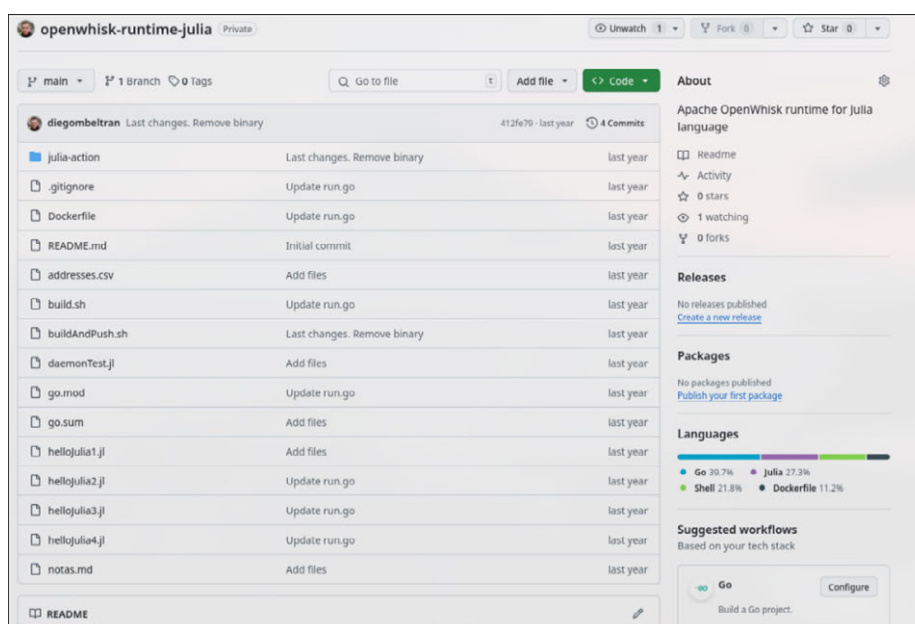 openwhisk-runtime-julia Private
Unwatch 1
Fork 0
Star 0
main
1 Branch
0 Tags
Go to file
t
Add file
Code
diegombeltran Last changes. Remove binary
412fe79 · last year
4 Commits
julia-action Last changes. Remove binary last year
.gitignore Update run.go last year
Dockerfile Update run.go last year
README.md Initial commit last year
addresses.csv Add files last year
build.sh Update run.go last year
buildAndPush.sh Last changes. Remove binary last year
daemonTest.jl Add files last year
go.mod Update run.go last year
go.sum Add files last year
helloJulia1.jl Add files last year
helloJulia2.jl Update run.go last year
helloJulia3.jl Update run.go last year
helloJulia4.jl Update run.go last year
notas.md Add files last year
README
About
Apache OpenWhisk runtime for Julia
language
Readme
Activity
0 stars
1 watching
0 forks
Releases
No releases published
Create a new release
Packages
No packages published
Publish your first package
Languages
Go 39.7% Julia 27.3%
Shell 21.8% Dockerfile 11.2%
Suggested workflows
Based on your tech stack
GO
Go
Configure
Build a Go project.